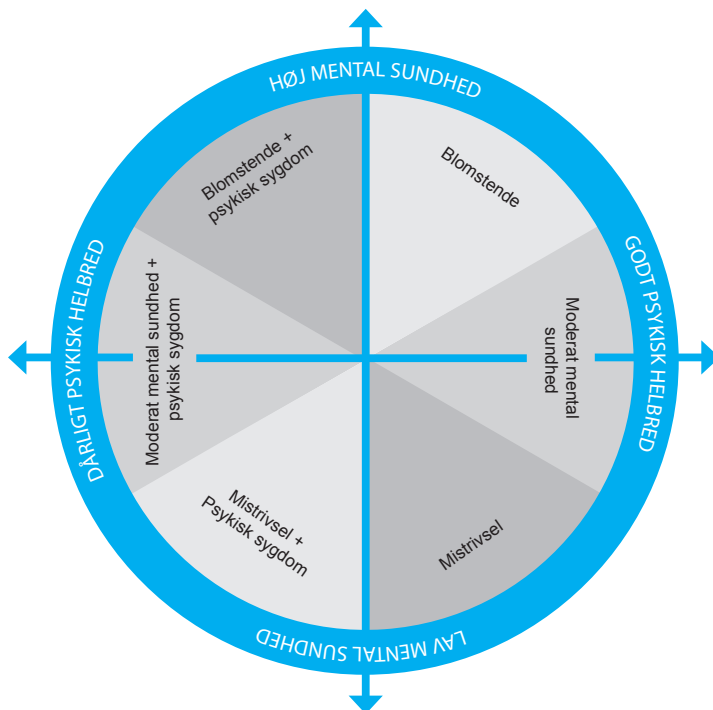 HØJ MENTAL SUNDHED
Blomstende +
psykisk sygdom
Blomstende
DÅRLIGT PSYKISK HELBRED
Moderat mental sundhed +
psykisk sygdom
Moderat mental
sundhed
GODT PSYKISK HELBRED
Mistrivsel +
Psykisk sygdom
Mistrivsel
LAV MENTAL SUNDHED